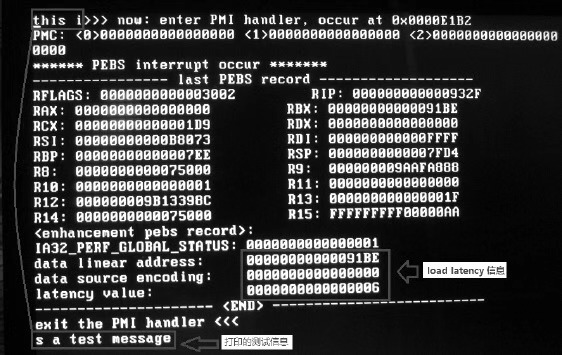 this i>>> now: enter PMI handler, occur at 0x0000E1B2
PMC: <0>0000000000000000 <1>0000000000000000 <2>000000000000
0000
****** PEBS interrupt occur *******
----------------- last PEBS record -------------------
RFLAGS: 0000000000003002 RIP: 000000000000932F
RAX: 0000000000000000 RBX: 00000000000091BE
RCX: 00000000000001D9 RDX: 0000000000000000
RSI: 00000000000B8073 RDI: 000000000000FFFF
RBP: 0000000000007EE RSP: 0000000000007FD4
R8: 0000000000075000 R9: 000000009AAFA888
R10: 0000000000000001 R11: 0000000000000000
R12: 000000009B13398C R13: 000000000000001F
R14: 0000000000075000 R15: FFFFFFFFF00000AA
<enhancement pebs record>:
IA32_PERF_GLOBAL_STATUS: 0000000000000001
data linear address: 00000000000091BE
data source encoding: 0000000000000000
latency value: 0000000000000006
load latency 信息
---------------------- <END> ----------------------
exit the PMI handler <<<
s a test message
打印的测试信息